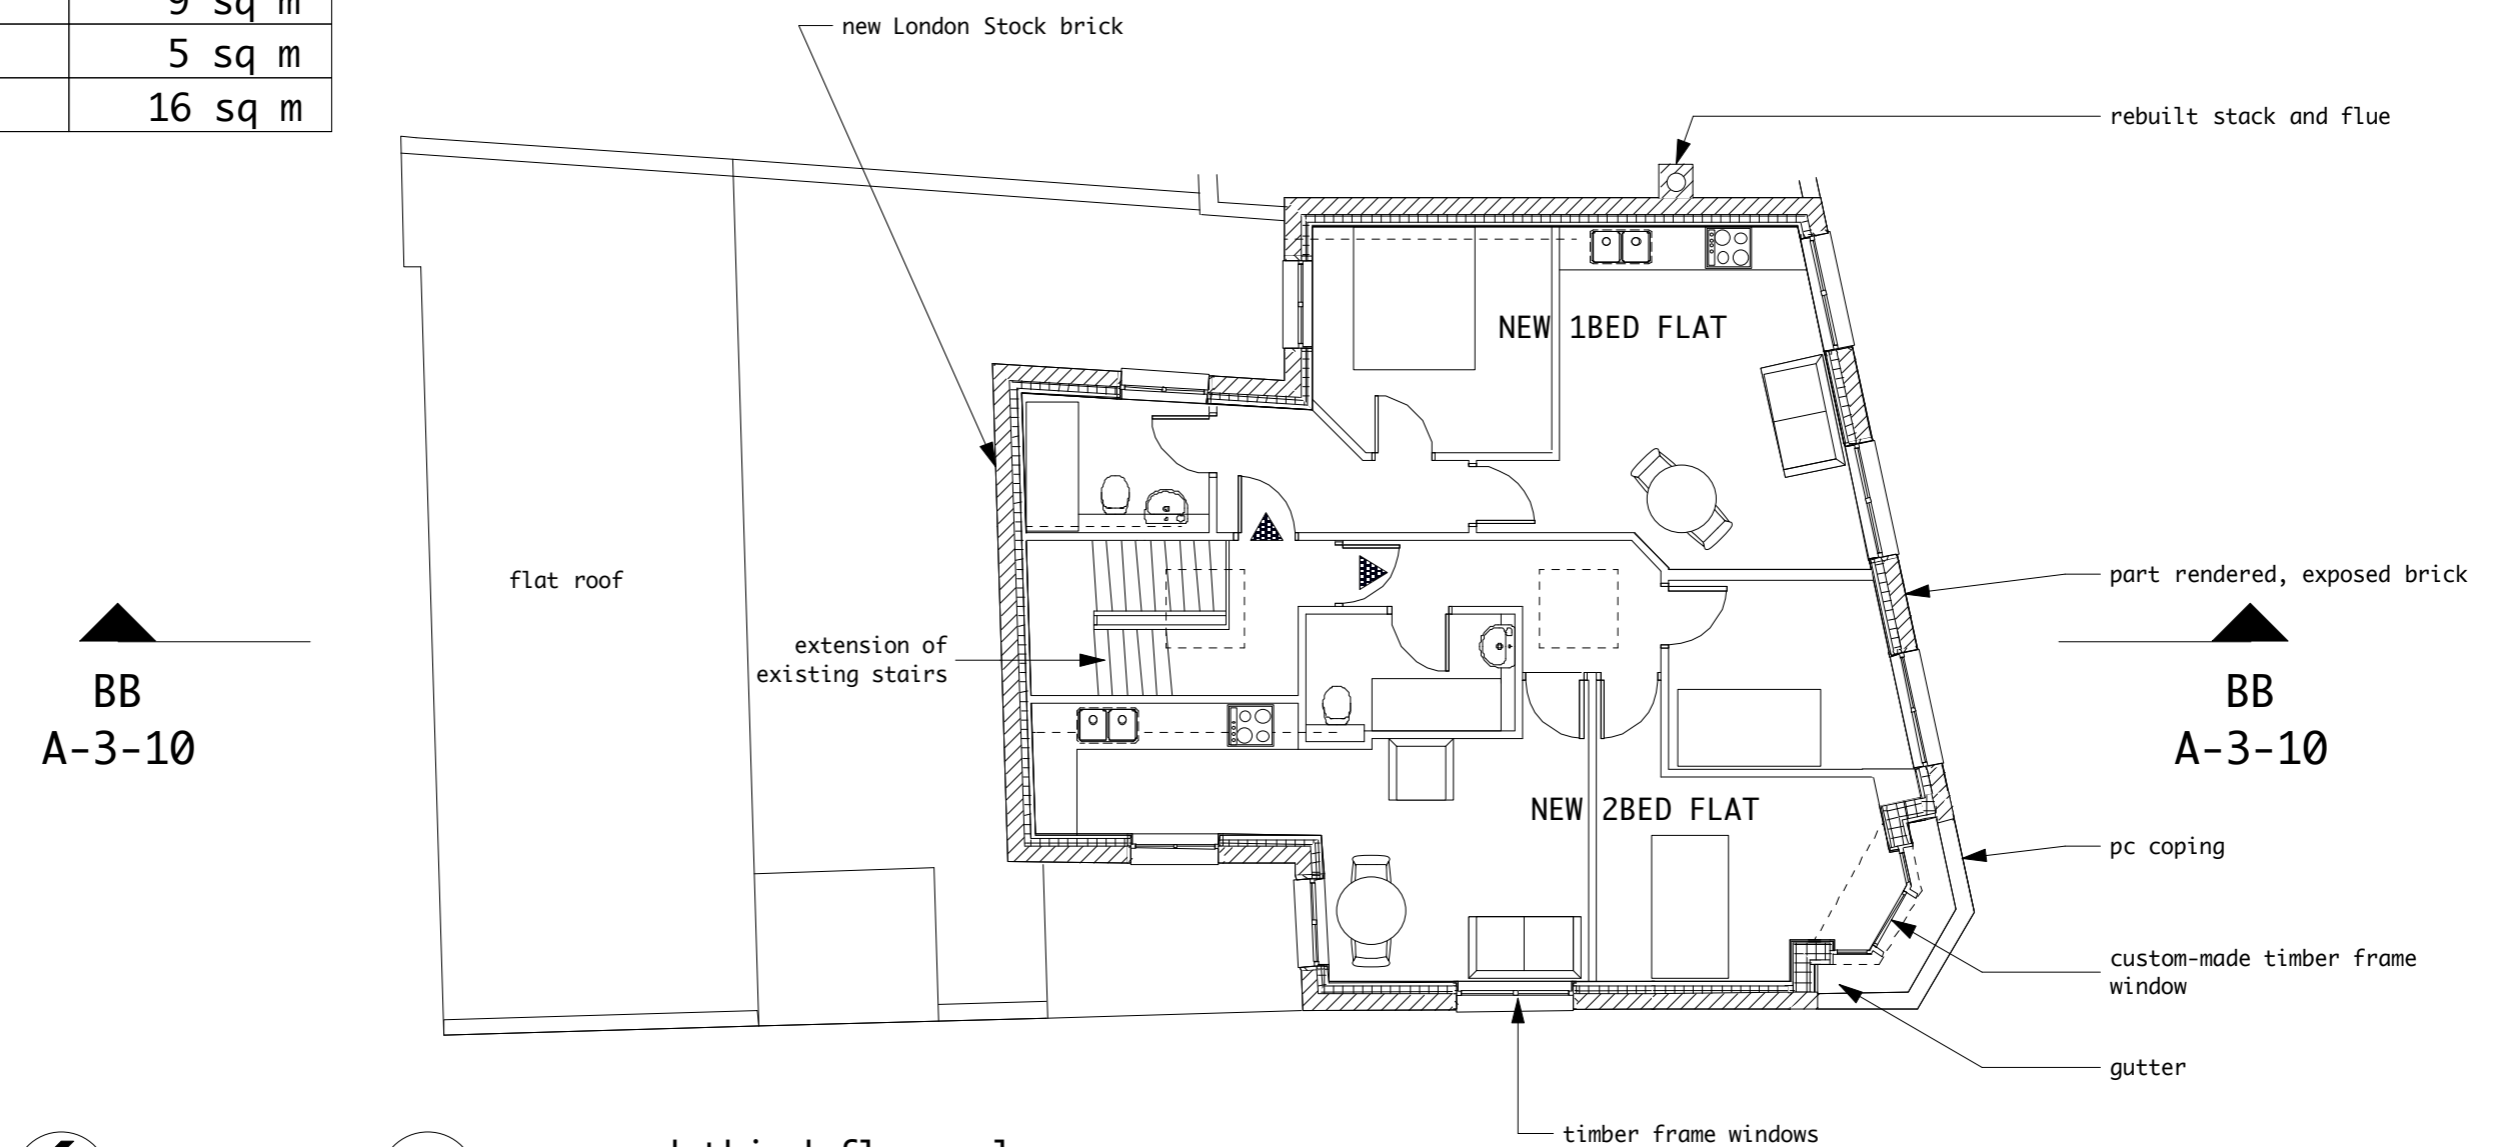 9 sq m
5 sq m
16 sq m
new London Stock brick
rebuilt stack and flue
NEW 1BED FLAT
flat roof
part rendered, exposed brick
extension of
existing stairs
BB
A-3-10
BB
A-3-10
NEW 2BED FLAT
pc coping
custom-made timber frame
window
gutter
timber frame windows